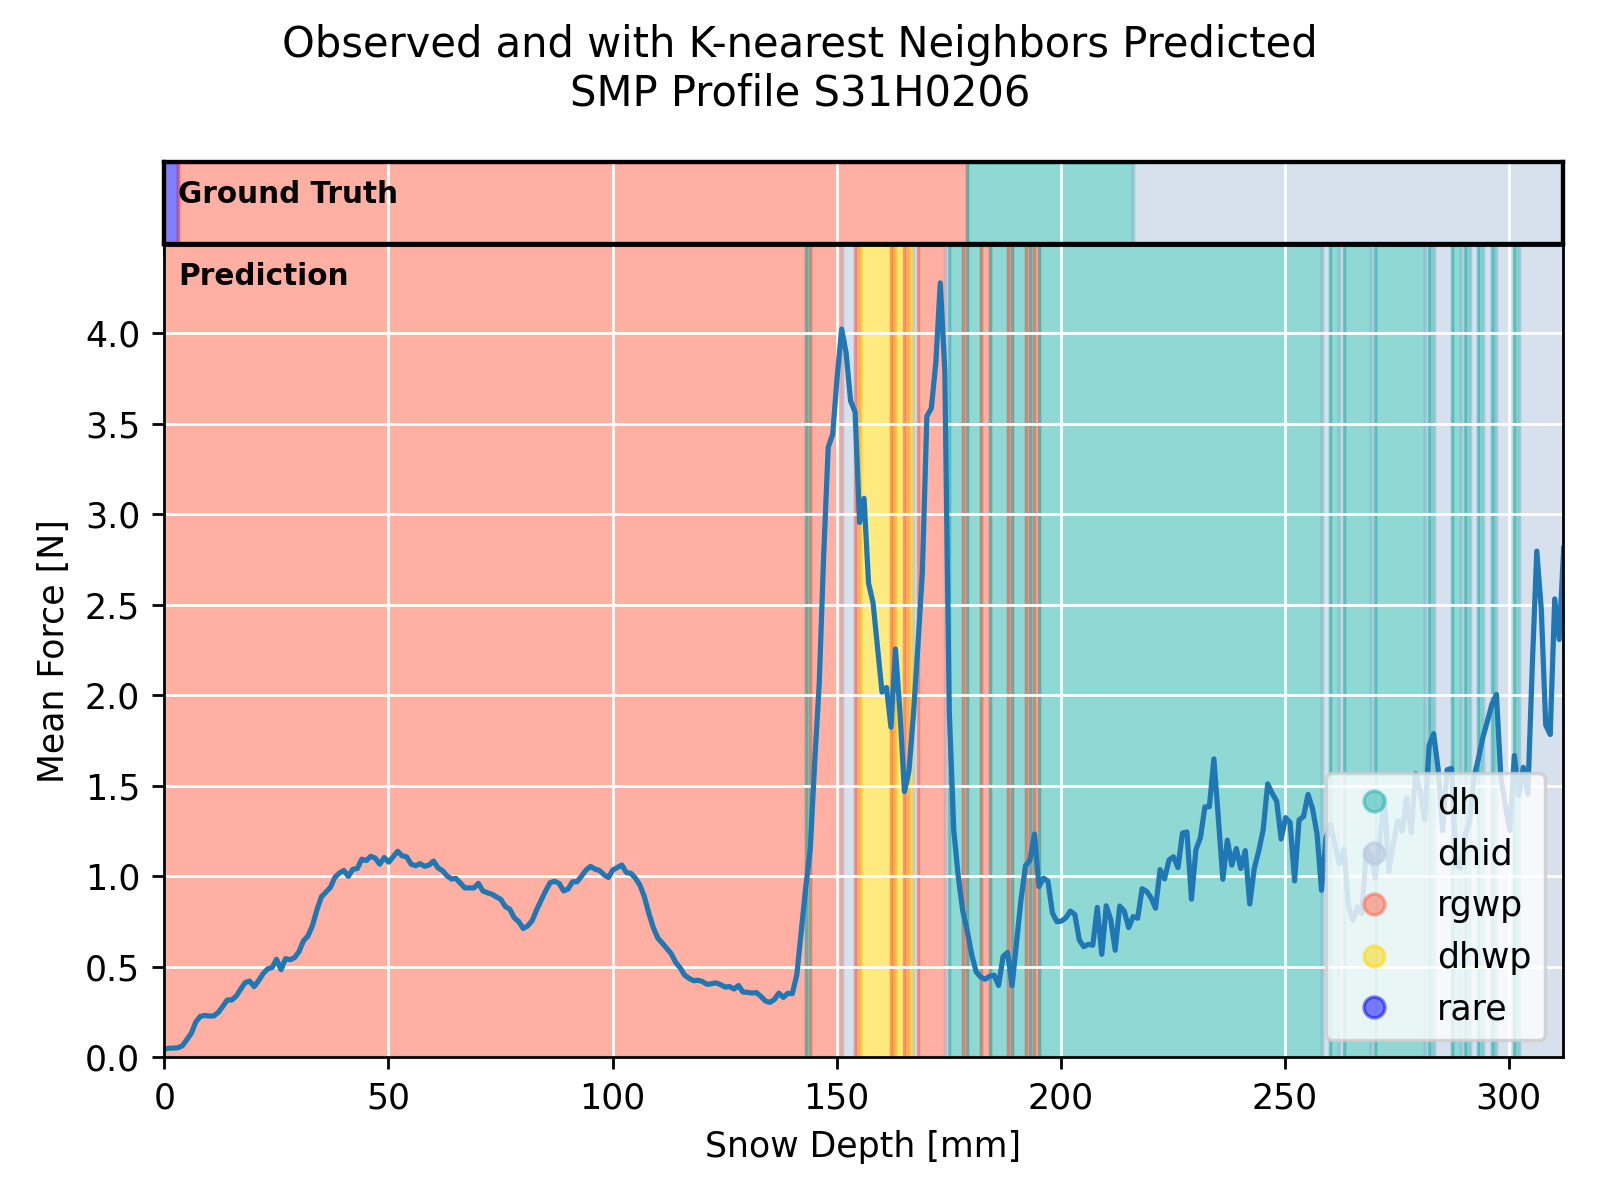 Observed and with K-nearest Neighbors Predicted
SMP Profile S31H0206
Ground Truth
Prediction
4.0
3.5
3.0
2.5
2.0
1.5
1.0
0.5
0.0
Mean Force [N]
0 50 100 150 200 250 300
Snow Depth [mm]
dh
dhid
rgwp
dhwp
rare